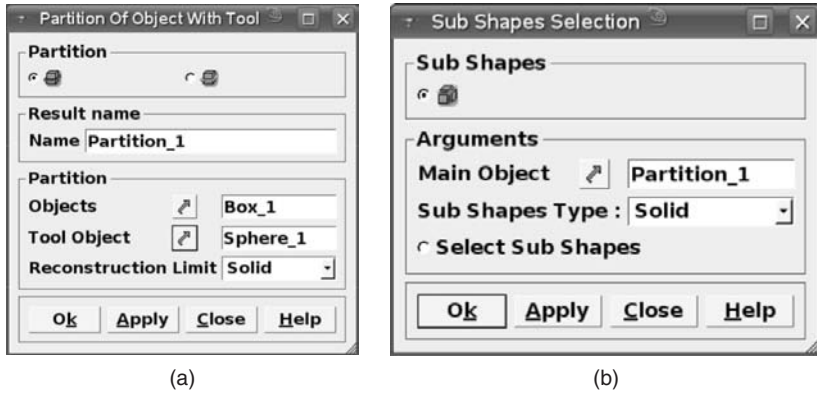 Partition Of Object With Tool
Partition
Result name
Name Partition_1
Partition
Objects Box_1
Tool Object Sphere_1
Reconstruction Limit Solid
Ok Apply Close Help
(a)
Sub Shapes Selection
Sub Shapes
Arguments
Main Object Partition_1
Sub Shapes Type : Solid
Select Sub Shapes
Ok Apply Close Help
(b)